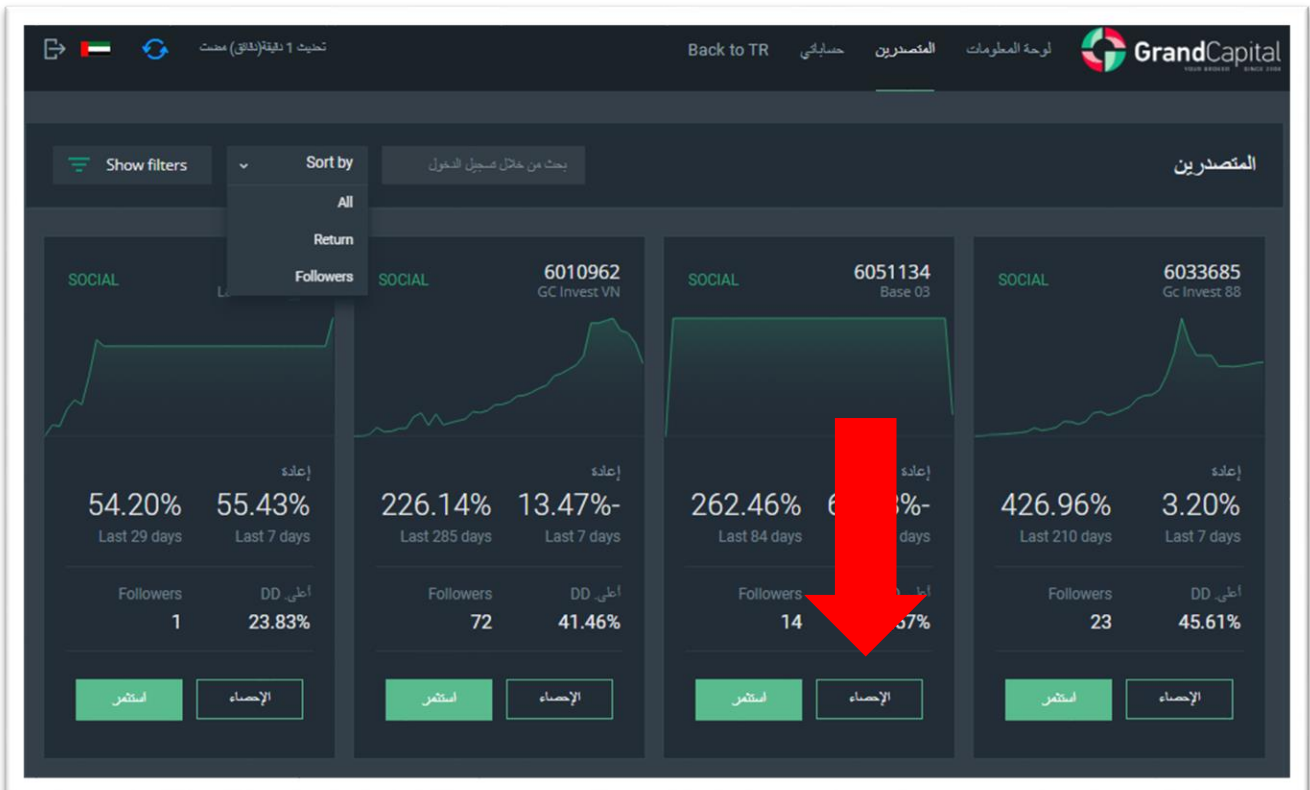 GrandCapital
لوحة المعلومات
المتصدرين
حساباتي
Back to TR
تحديث 1 دقيقة(دقائق) مضت
المتصدرين
بحث من خلال تسجيل الدخول
Sort by
Show filters
All
Return
Followers
6033685
SOCIAL
Gc Invest 88
إعادة
3.20% 426.96%
Last 7 days Last 210 days
أعلى. DD Followers
45.61% 23
الإحصاء استثمر
6051134
SOCIAL
Base 03
إعادة
262.46%
days Last 84 days
Followers
14
الإحصاء استثمر
6010962
SOCIAL
GC Invest VN
إعادة
13.47%- 226.14%
Last 7 days Last 285 days
أعلى. DD Followers
41.46% 72
الإحصاء استثمر
SOCIAL
إعادة
55.43% 54.20%
Last 7 days Last 29 days
أعلى. DD Followers
23.83% 1
الإحصاء استثمر